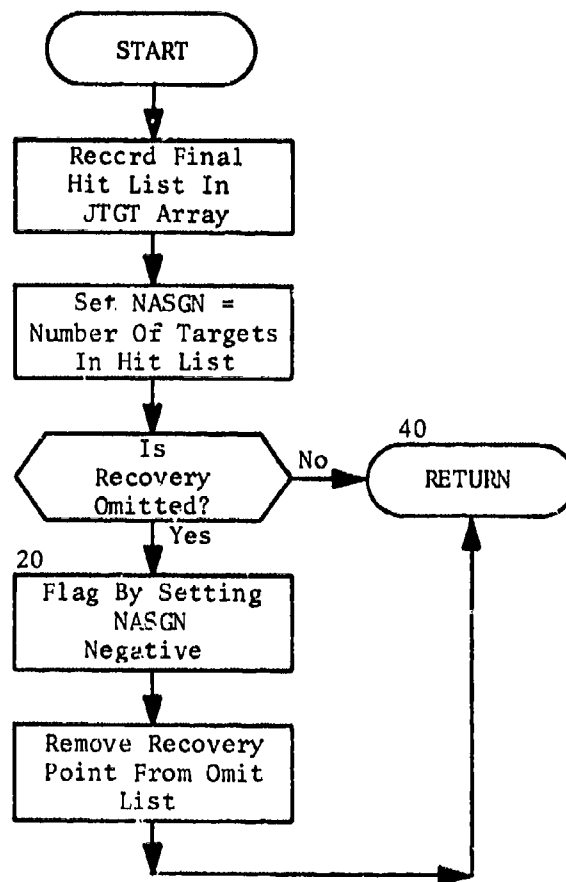 START
Reccrd Final
Hit List In
JTGT Array
Set NASGN =
Number Of Targets
In Hit List
Is
Recovery
Omitted?
No
40
RETURN
Yes
20
Flag By Setting
NASGN
Negative
Remove Recovery
Point From Omit
List